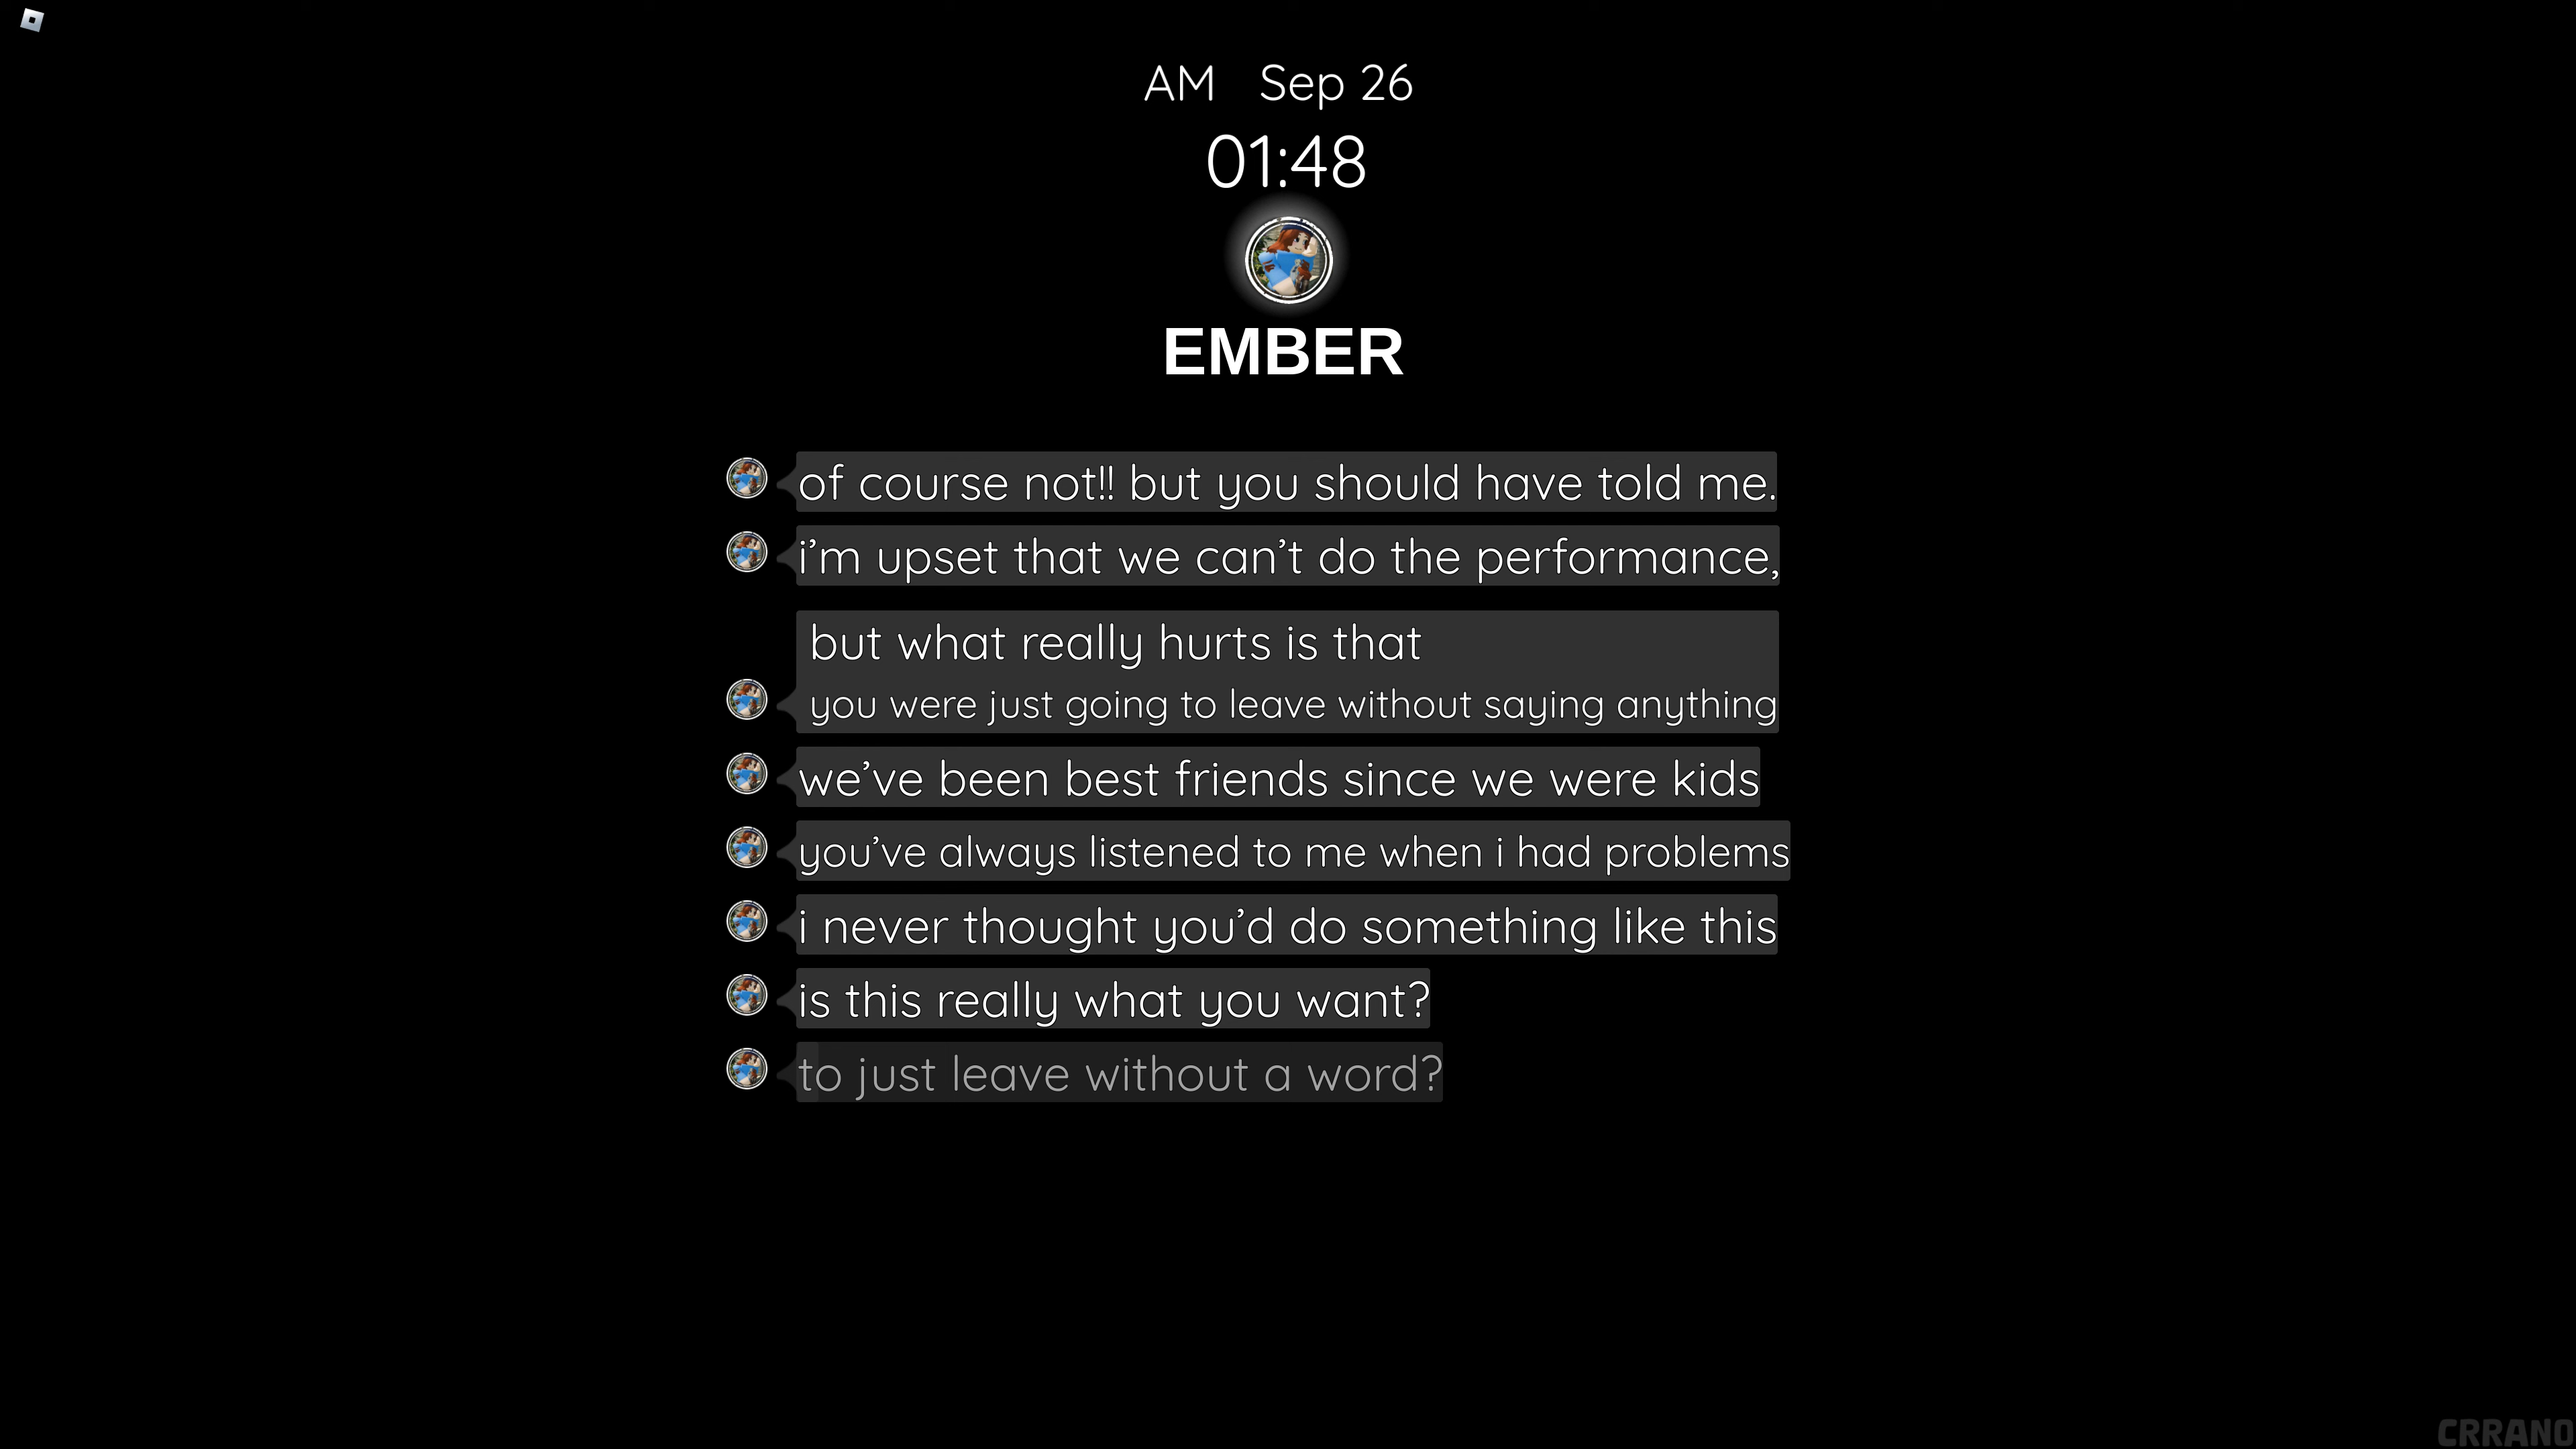 AM Sep 26
01:48
EMBER
of course not!! but you should have told me.
i’m upset that we can’t do the performance,
but what really hurts is that
you were just going to leave without saying anything
we’ve been best friends since we were kids
you’ve always listened to me when i had problems
i never thought you’d do something like this
is this really what you want?
to just leave without a word?
CRRANO